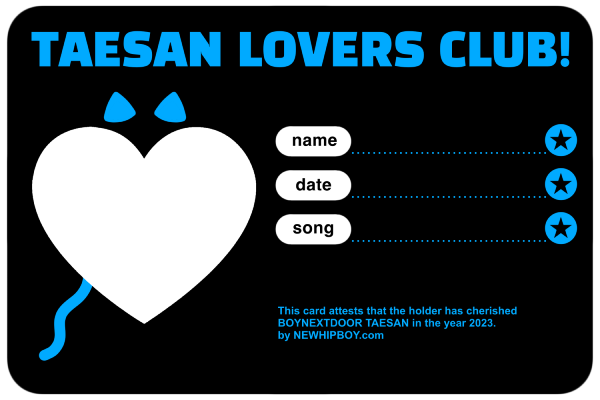 TAESAN LOVERS CLUB!
name
date
song
This card attests that the holder has cherished
BOYNEXTDOOR TAESAN in the year 2023.
by NEWHIPBOY.com